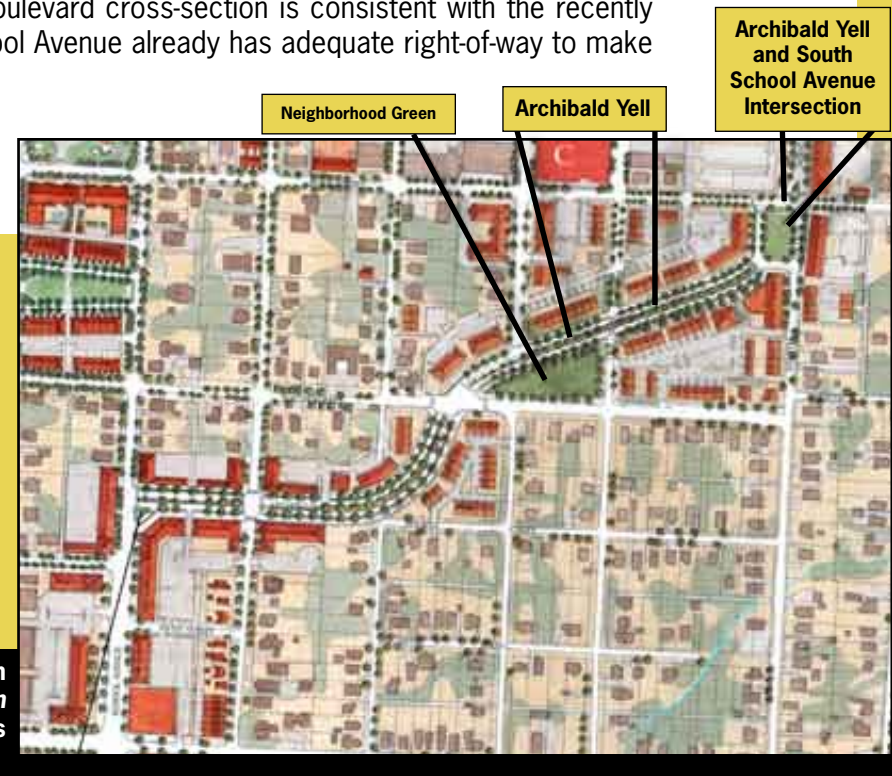 oulevard cross-section is consistent with the recently
ool Avenue already has adequate right-of-way to make
Archibald Yell
and South
School Avenue
Intersection
Neighborhood Green
Archibald Yell
C
n
n
s